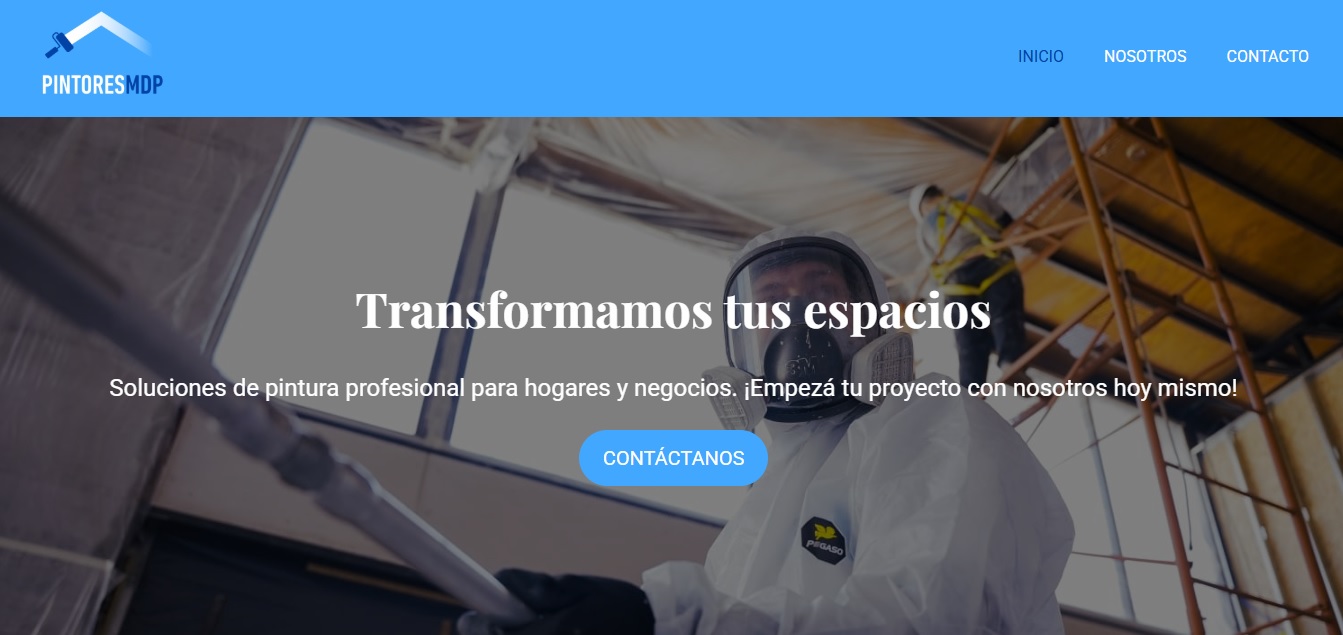 PINTORESMDP
INICIO NOSOTROS CONTACTO
Transformamos tus espacios
Soluciones de pintura profesional para hogares y negocios. ¡Empezá tu proyecto con nosotros hoy mismo!
CONTÁCTANOS
PEGASO